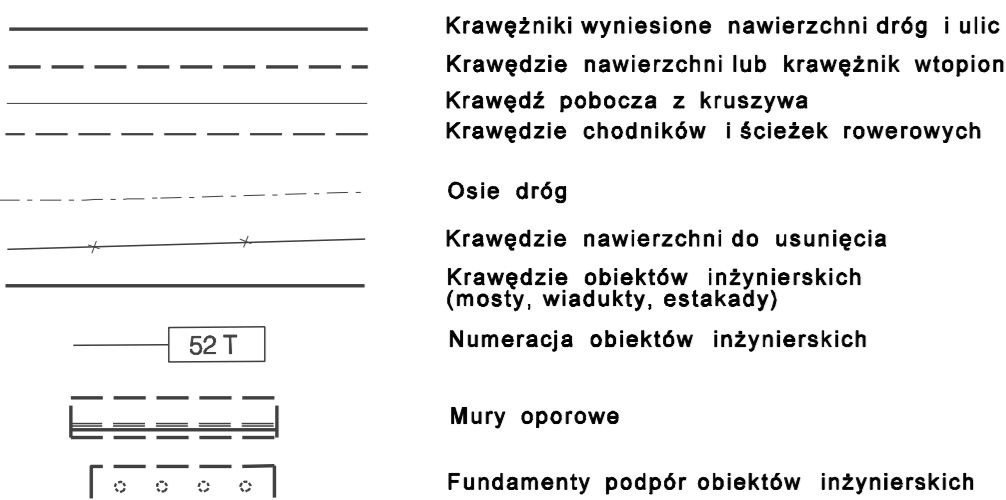 Krawężniki wyniesione nawierzchni dróg i ulic
Krawędzie nawierzchni lub krawężnik wtopion
Krawędź pobocza z kruszywa
Krawędzie chodników i ścieżek rowerowych
Osie dróg
Krawędzie nawierzchni do usunięcia
Krawędzie obiektów inżynierskich
(mosty, wiadukty, estakady)
52 T
Numeracja obiektów inżynierskich
Mury oporowe
Fundamenty podpór obiektów inżynierskich